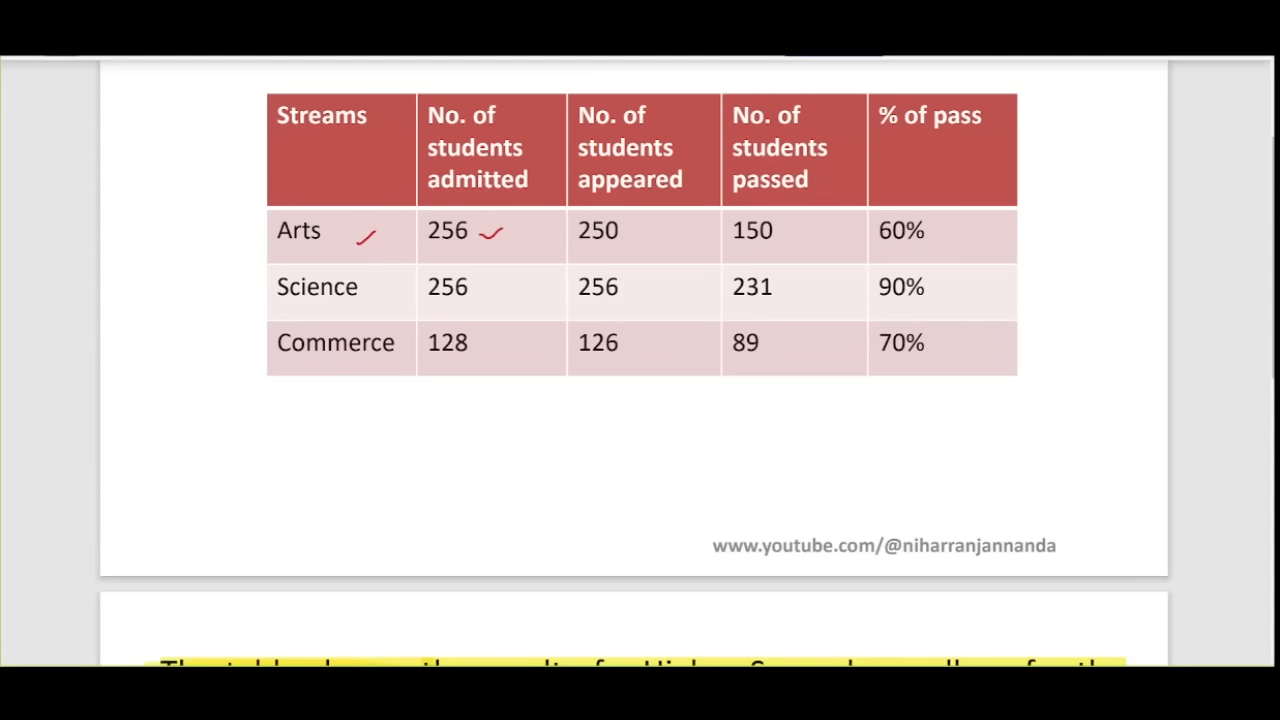 Streams No. of students admitted No. of students appeared No. of students passed % of pass
Arts 256 250 150 60%
Science 256 256 231 90%
Commerce 128 126 89 70%
www.youtube.com/@niharranjannanda